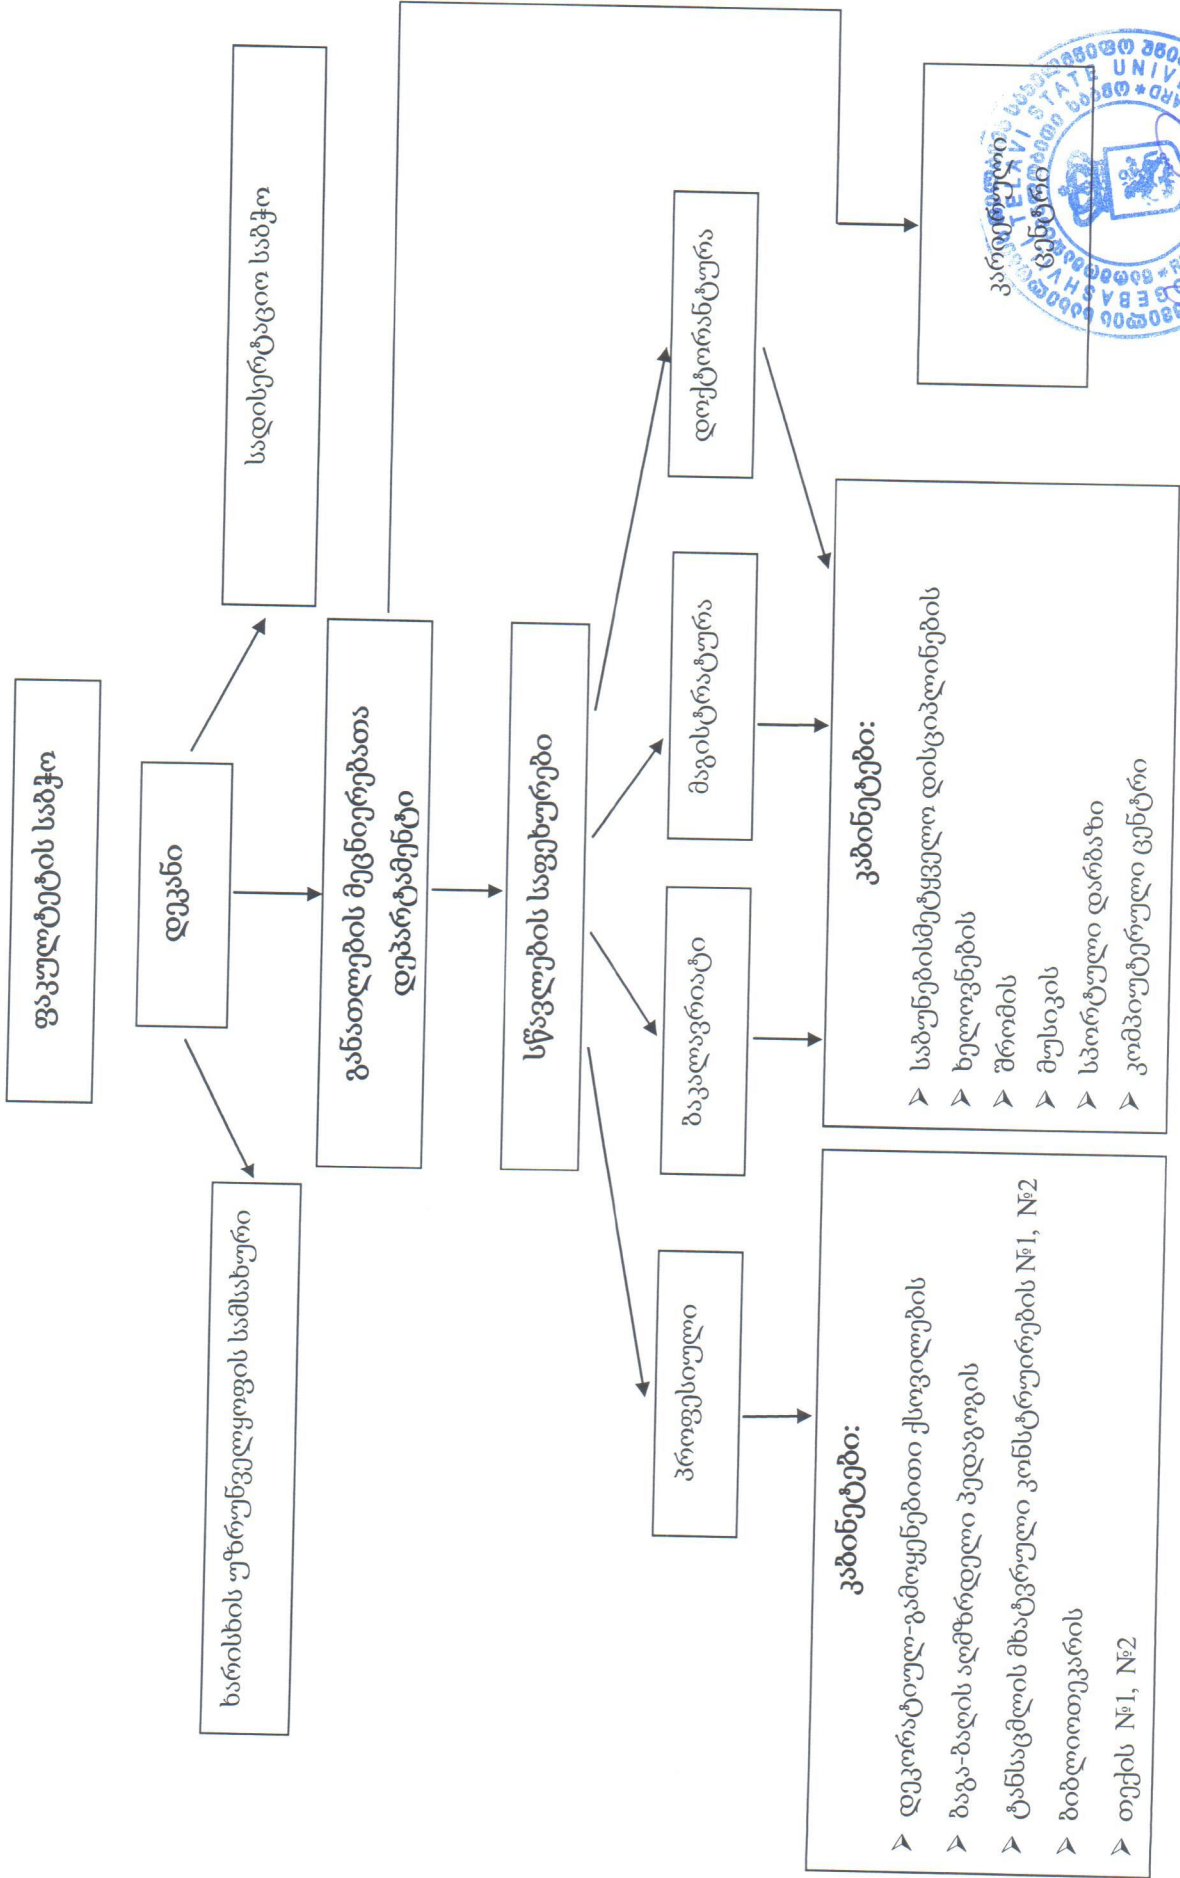 ფაკულტეტის საბჭო
დეკანი
ხარისხის უზრუნველყოფის სამსახური
სადისერტაციო საბჭო
განათლების მეცნიერებათა
დეპარტამენტი
სწავლების საფეხურები
პროფესიული
ბაკალავრიატი
მაგისტრატურა
დოქტორანტურა
კაბინეტები:
➤ დეკორატიულ-გამოყენებითი ქსოვილების
➤ ბაგა-ბაღის აღმზრდელი პედაგოგის
➤ ტანსაცმლის მხატვრული კონსტრუირების №1, №2
➤ ბიბლიოთეკარის
➤ თექის №1, №2
კაბინეტები:
➤ საბუნებისმეტყველო დისციპლინების
➤ ხელოვნების
➤ შრომის
➤ მუსიკის
➤ სპორტული დარბაზი
➤ კომპიუტერული ცენტრი
კარიერული
ცენტრი
TELAVI STATE